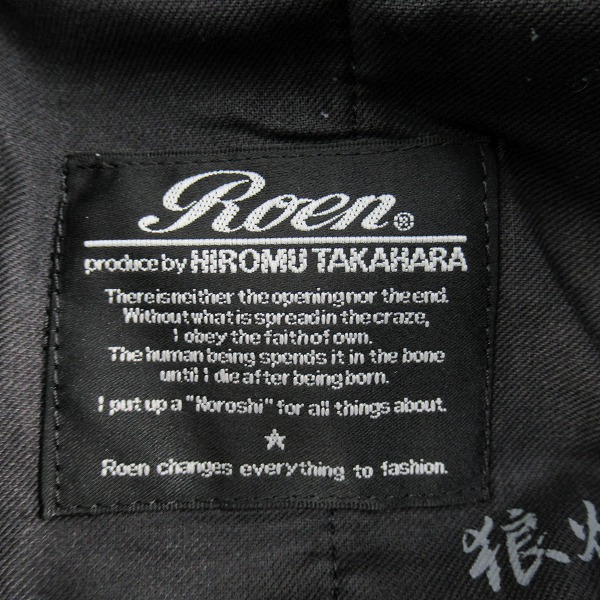 Roen®
produce by HIROMU TAKAHARA
There is neither the opening nor the end.
Without what is spread in the craze,
I obey the faith of own.
The human being spends it in the bone
until I die after being born.
I put up a "Noroshi" for all things about.
★
Roen changes everything to fashion.
狼